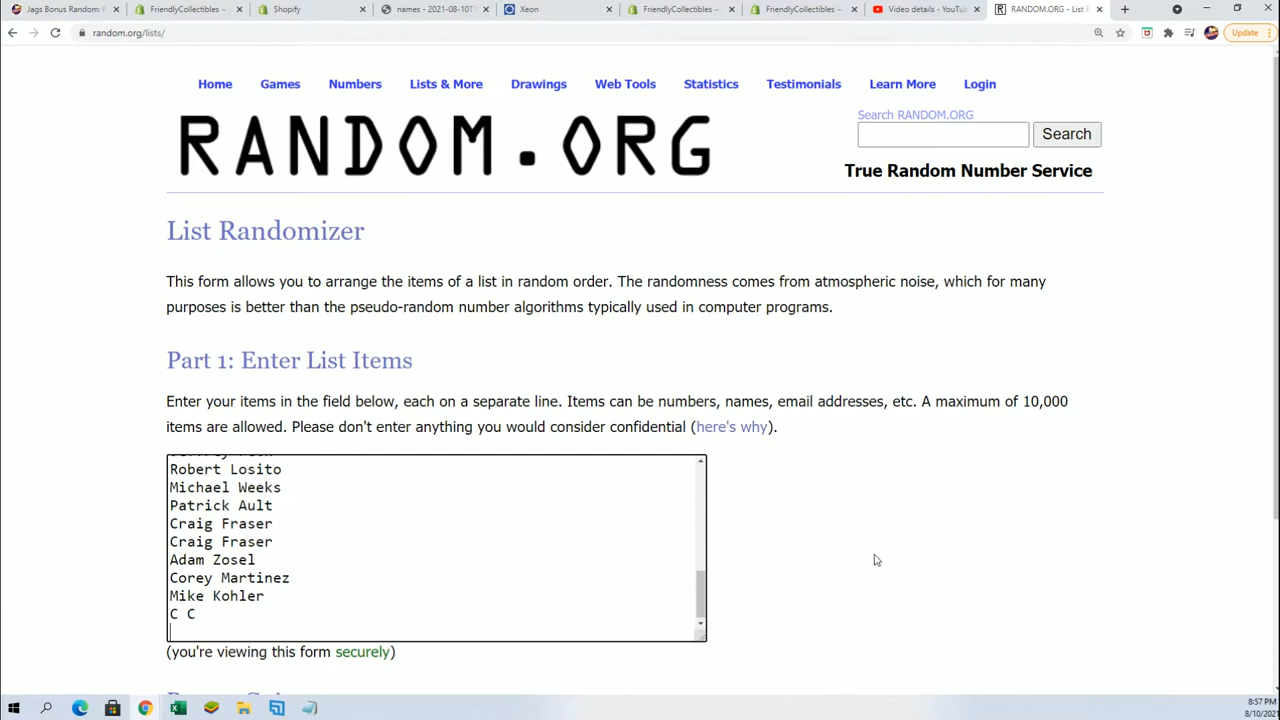 Jags Bonus Random: R
FriendlyCollectibles ~
Shopify
names - 2021-08-10T1
Xeon
FriendlyCollectibles ~
FriendlyCollectibles ~
Video details - YouTu
RANDOM.ORG - List R
random.org/lists/
Update
Home Games Numbers Lists & More Drawings Web Tools Statistics Testimonials Learn More Login
RANDOM.ORG
Search RANDOM.ORG
Search
True Random Number Service
List Randomizer
This form allows you to arrange the items of a list in random order. The randomness comes from atmospheric noise, which for many
purposes is better than the pseudo-random number algorithms typically used in computer programs.
Part 1: Enter List Items
Enter your items in the field below, each on a separate line. Items can be numbers, names, email addresses, etc. A maximum of 10,000
items are allowed. Please don't enter anything you would consider confidential (here's why).
Robert Losito
Michael Weeks
Patrick Ault
Craig Fraser
Craig Fraser
Adam Zosel
Corey Martinez
Mike Kohler
C C
(you're viewing this form securely)
8:57 PM
8/10/2021